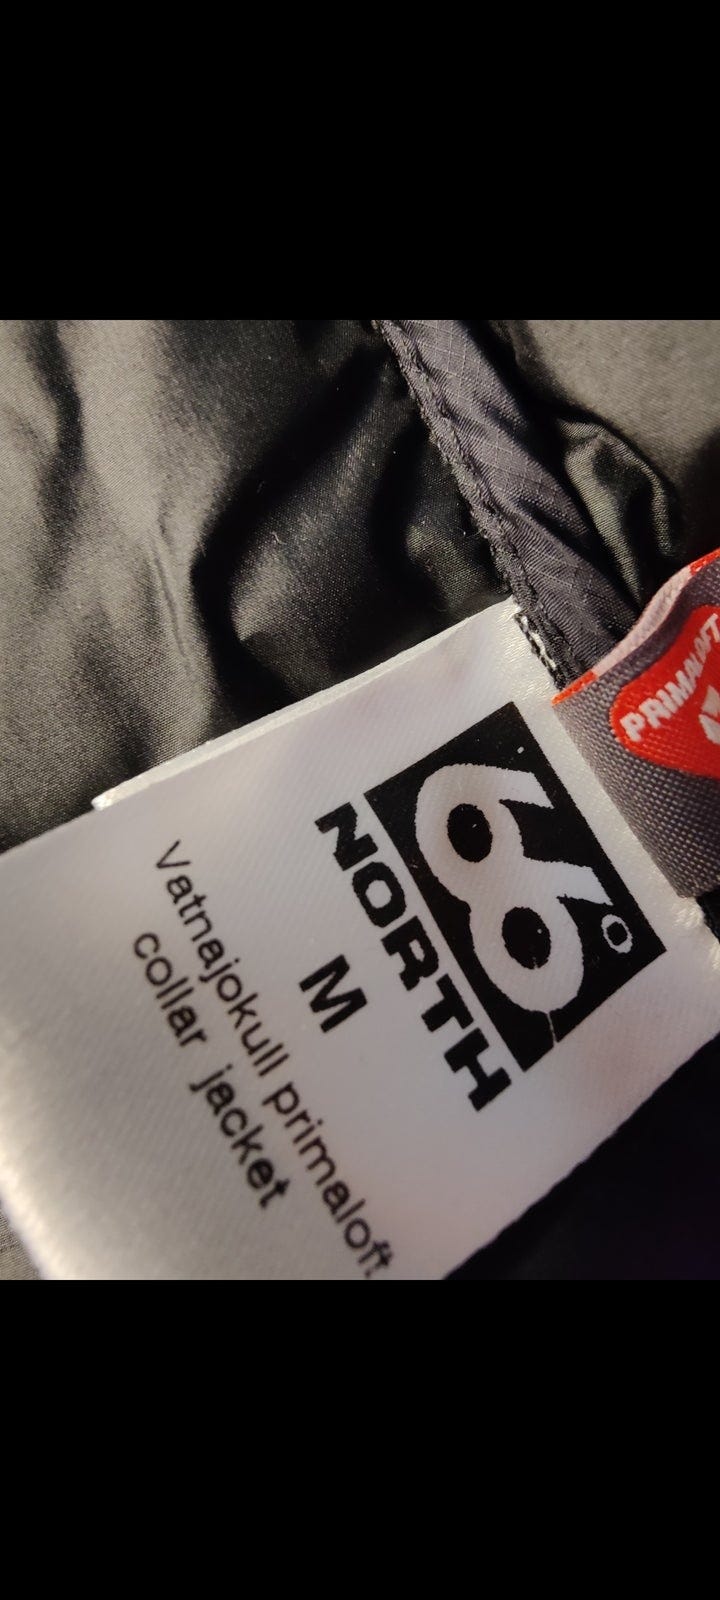 66°
NORTH
M
Vatnajokull primaloft
collar jacket
PRIMALOFT